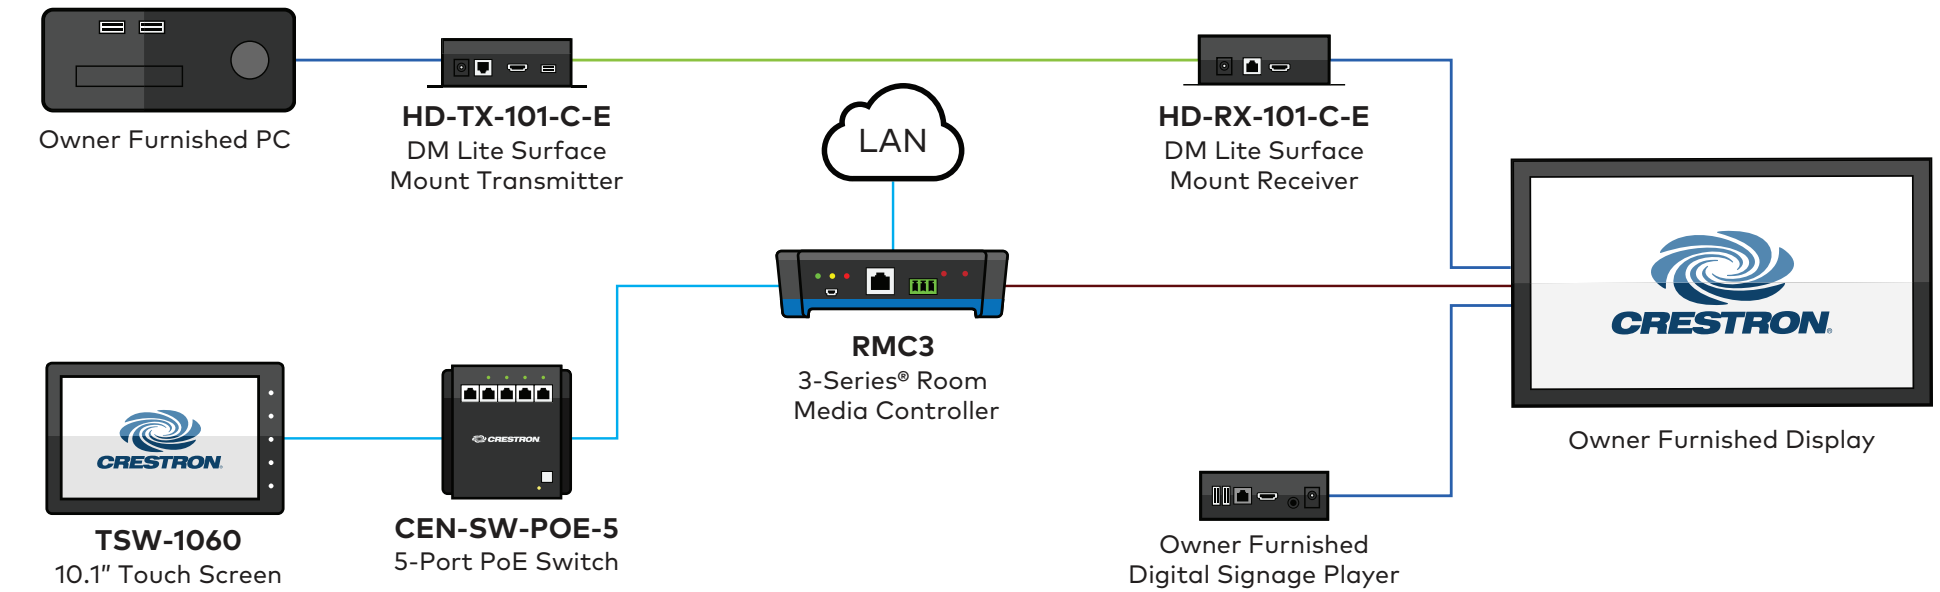 Owner Furnished PC
HD-TX-101-C-E
DM Lite Surface
Mount Transmitter
LAN
HD-RX-101-C-E
DM Lite Surface
Mount Receiver
CRESTRON®
Owner Furnished Display
RMC3
3-Series® Room
Media Controller
CRESTRON®
TSW-1060
10.1” Touch Screen
CRESTRON
CEN-SW-POE-5
5-Port PoE Switch
Owner Furnished
Digital Signage Player